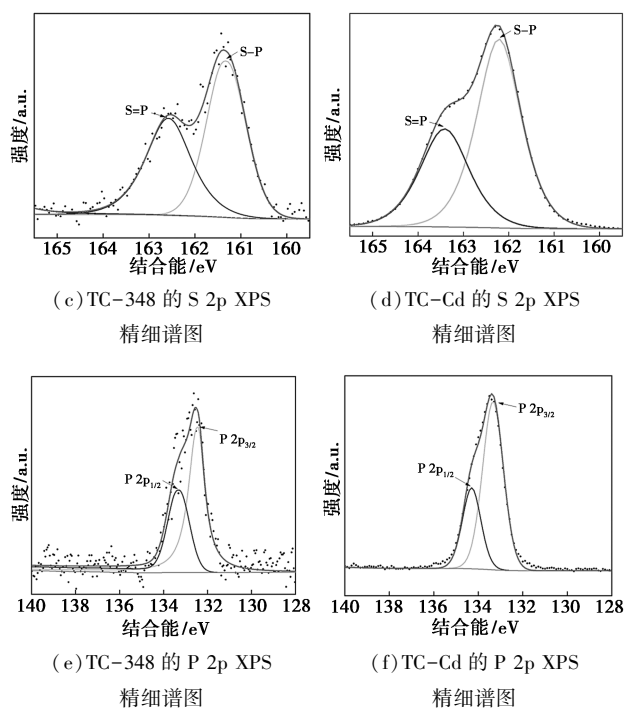 强度/a.u.
S-P
S=P
165 164 163 162 161 160
结合能/eV
(c)TC-348 的 S 2p XPS
精细谱图
强度/a.u.
S-P
S=P
165 164 163 162 161 160
结合能/eV
(d)TC-Cd 的 S 2p XPS
精细谱图
强度/a.u.
P 2p3/2
P 2p1/2
140 138 136 134 132 130 128
结合能/eV
(e)TC-348 的 P 2p XPS
精细谱图
强度/a.u.
P 2p3/2
P 2p1/2
140 138 136 134 132 130 128
结合能/eV
(f)TC-Cd 的 P 2p XPS
精细谱图